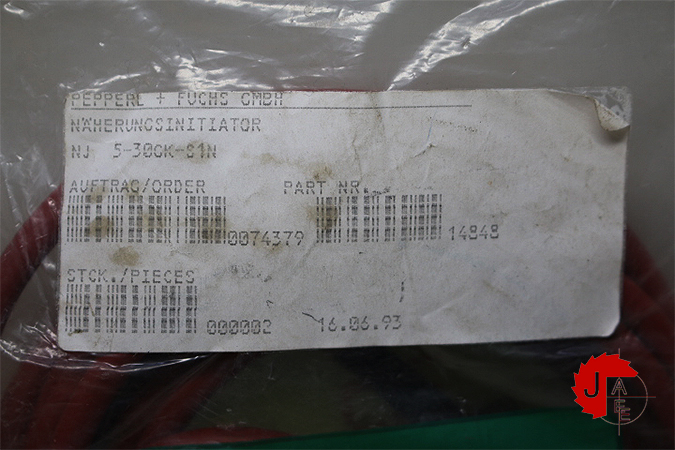 PEPPERL + FUCHS GMBH
NÄHERUNGSINITIATOR
NJ 5-30GK-S1N
AUFTRAG/ORDER PART NR.
0074379 14848
STCK./PIECES
000002 16.06.93
J A
E E